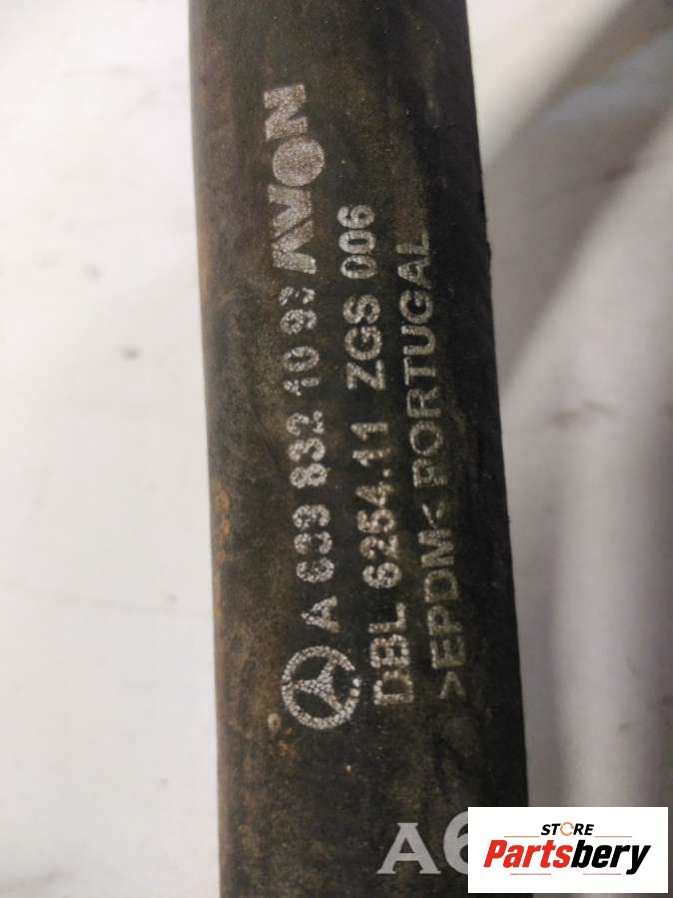 A 639 832 10 93 AVON
DBL 6254.11 ZGS 006
>EPDM< PORTUGAL
A6
STORE
Partsbery